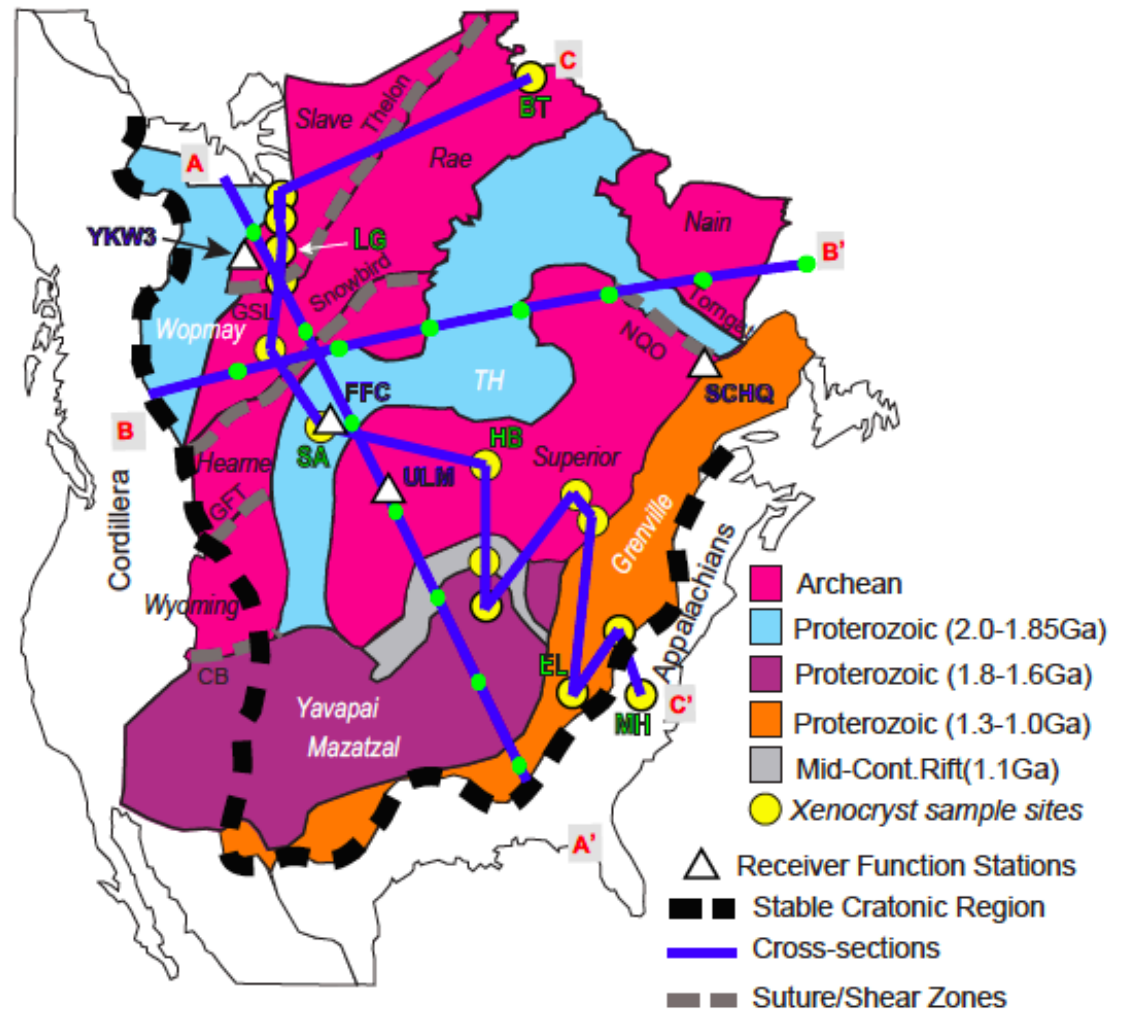 C
BT
Slave
Thelon
Rae
A
Nain
YKW3
LG
B'
Snowbird
GSL
Torngat
Wopmay
NQO
TH
FFC
SCHQ
B
SA
HB
Hearne
ULM
Superior
GFT
Cordillera
Grenville
Wyoming
Appalachians
CB
EL
MH
C'
Yavapai
Mazatzal
A'
Archean
Proterozoic (2.0-1.85Ga)
Proterozoic (1.8-1.6Ga)
Proterozoic (1.3-1.0Ga)
Mid-Cont.Rift(1.1Ga)
Xenocryst sample sites
Receiver Function Stations
Stable Cratonic Region
Cross-sections
Suture/Shear Zones